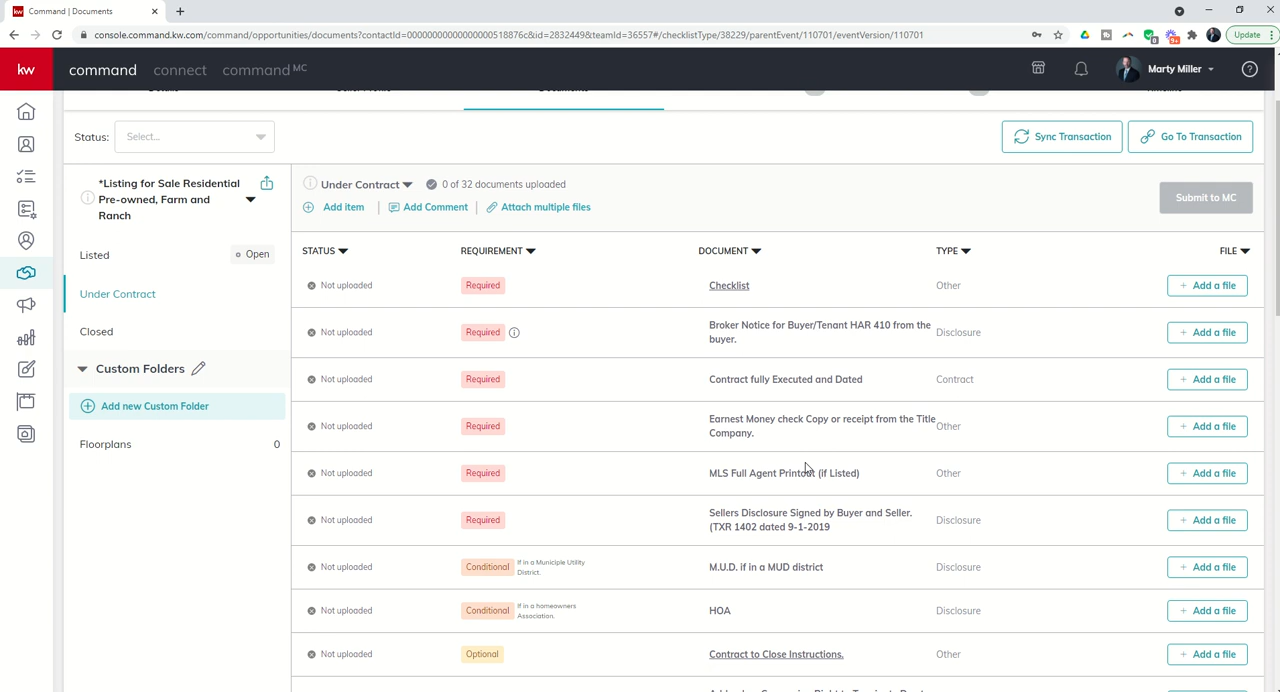 kw Command | Documents
console.command.kw.com/command/opportunities/documents?contactId=0000000000000000518876c&id=2832449&teamId=36557#/checklistType/38229/parentEvent/110701/eventVersion/110701
Update
kw command connect command MC Marty Miller
Documents
Status: Select... Sync Transaction Go To Transaction
*Listing for Sale Residential
Pre-owned, Farm and
Ranch
Listed Open
Under Contract
Closed
Custom Folders
Add new Custom Folder
Floorplans 0
Under Contract 0 of 32 documents uploaded
Add item Add Comment Attach multiple files
Submit to MC
STATUS REQUIREMENT DOCUMENT TYPE FILE
Not uploaded Required Checklist Other + Add a file
Not uploaded Required Broker Notice for Buyer/Tenant HAR 410 from the
buyer. Disclosure + Add a file
Not uploaded Required Contract fully Executed and Dated Contract + Add a file
Not uploaded Required Earnest Money check Copy or receipt from the Title
Company. Other + Add a file
Not uploaded Required MLS Full Agent Printout (if Listed) Other + Add a file
Not uploaded Required Sellers Disclosure Signed by Buyer and Seller.
(TXR 1402 dated 9-1-2019 Disclosure + Add a file
Not uploaded Conditional If in a Municiple Utility
District. M.U.D. if in a MUD district Disclosure + Add a file
Not uploaded Conditional If in a homeowners
Association. HOA Disclosure + Add a file
Not uploaded Optional Contract to Close Instructions. Other + Add a file